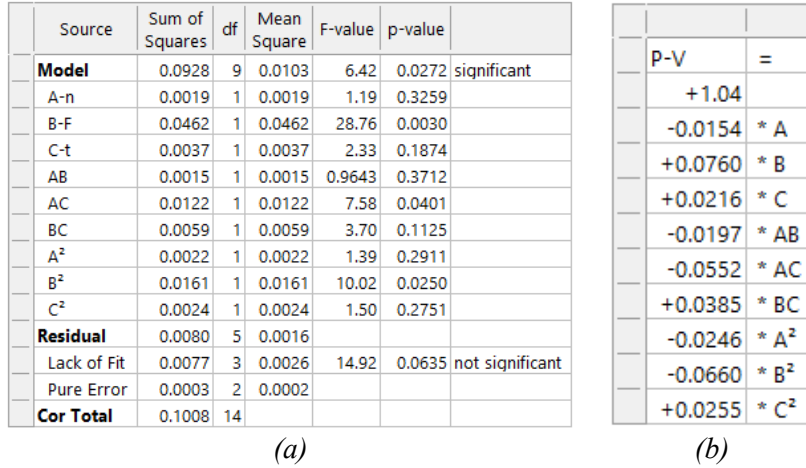 Source Sum of Squares df Mean Square F-value p-value
Model 0.0928 9 0.0103 6.42 0.0272 significant
A-n 0.0019 1 0.0019 1.19 0.3259
B-F 0.0462 1 0.0462 28.76 0.0030
C-t 0.0037 1 0.0037 2.33 0.1874
AB 0.0015 1 0.0015 0.9643 0.3712
AC 0.0122 1 0.0122 7.58 0.0401
BC 0.0059 1 0.0059 3.70 0.1125
A² 0.0022 1 0.0022 1.39 0.2911
B² 0.0161 1 0.0161 10.02 0.0250
C² 0.0024 1 0.0024 1.50 0.2751
Residual 0.0080 5 0.0016
Lack of Fit 0.0077 3 0.0026 14.92 0.0635 not significant
Pure Error 0.0003 2 0.0002
Cor Total 0.1008 14
(a)
P-V =
+1.04
-0.0154 * A
+0.0760 * B
+0.0216 * C
-0.0197 * AB
-0.0552 * AC
+0.0385 * BC
-0.0246 * A²
-0.0660 * B²
+0.0255 * C²
(b)